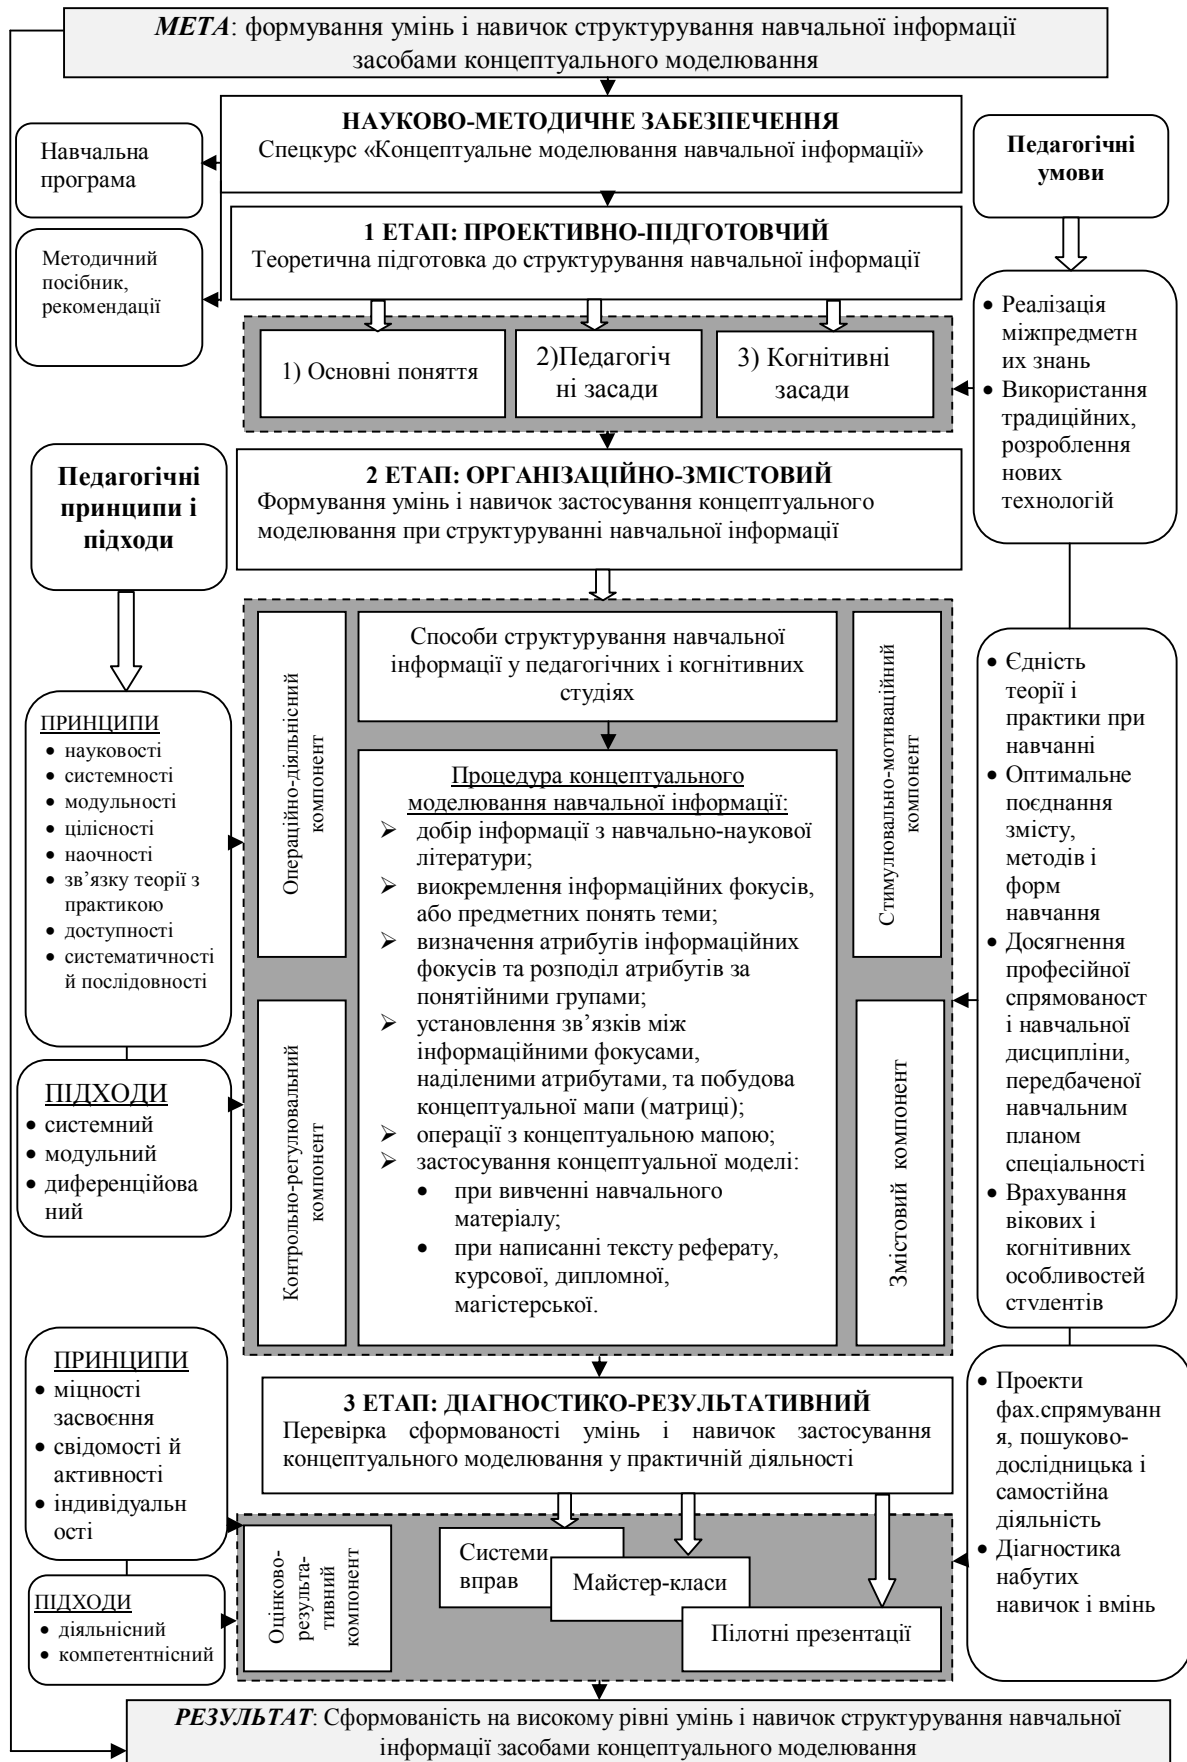 МЕТА: формування умінь і навичок структурування навчальної інформації
засобами концептуального моделювання
НАУКОВО-МЕТОДИЧНЕ ЗАБЕЗПЕЧЕННЯ
Спецкурс «Концептуальне моделювання навчальної інформації»
Навчальна
програма
Методичний
посібник,
рекомендації
Педагогічні
умови
1 ЕТАП: ПРОЕКТИВНО-ПІДГОТОВЧИЙ
Теоретична підготовка до структурування навчальної інформації
1) Основні поняття
2)Педагогіч
ні засади
3) Когнітивні
засади
Реалізація
міжпредметн
их знань
Використання
традиційних,
розроблення
нових
технологій
Педагогічні
принципи і
підходи
2 ЕТАП: ОРГАНІЗАЦІЙНО-ЗМІСТОВИЙ
Формування умінь і навичок застосування концептуального
моделювання при структуруванні навчальної інформації
ПРИНЦИПИ
науковості
системності
модульності
цілісності
наочності
зв’язку теорії з
практикою
доступності
систематичності
й послідовності
ПІДХОДИ
системний
модульний
диференційова
ний
Операційно-діяльнісний
компонент
Контрольно-регулювальний
компонент
Способи структурування навчальної
інформації у педагогічних і когнітивних
студіях
Процедура концептуального
моделювання навчальної інформації:
добір інформації з навчально-наукової
літератури;
виокремлення інформаційних фокусів,
або предметних понять теми;
визначення атрибутів інформаційних
фокусів та розподіл атрибутів за
понятійними групами;
установлення зв’язків між
інформаційними фокусами,
наділеними атрибутами, та побудова
концептуальної мапи (матриці);
операції з концептуальною мапою;
застосування концептуальної моделі:
при вивченні навчального
матеріалу;
при написанні тексту реферату,
курсової, дипломної,
магістерської.
Стимулювально-мотиваційний
компонент
Змістовий компонент
Єдність
теорії і
практики при
навчанні
Оптимальне
поєднання
змісту,
методів і
форм
навчання
Досягнення
професійної
спрямованост
і навчальної
дисципліни,
передбаченої
навчальним
планом
спеціальності
Врахування
вікових і
когнітивних
особливостей
студентів
ПРИНЦИПИ
міцності
засвоєння
свідомості й
активності
індивідуальн
ості
ПІДХОДИ
діяльнісний
компетентнісний
3 ЕТАП: ДІАГНОСТИКО-РЕЗУЛЬТАТИВНИЙ
Перевірка сформованості умінь і навичок застосування
концептуального моделювання у практичній діяльності
Оцінково-
результа-
тивний
компонент
Системи
вправ
Майстер-класи
Пілотні презентації
Проекти
фах.спрямуванн
я, пошуково-
дослідницька і
самостійна
діяльність
Діагностика
набутих
навичок і вмінь
РЕЗУЛЬТАТ: Сформованість на високому рівні умінь і навичок структурування навчальної
інформації засобами концептуального моделювання